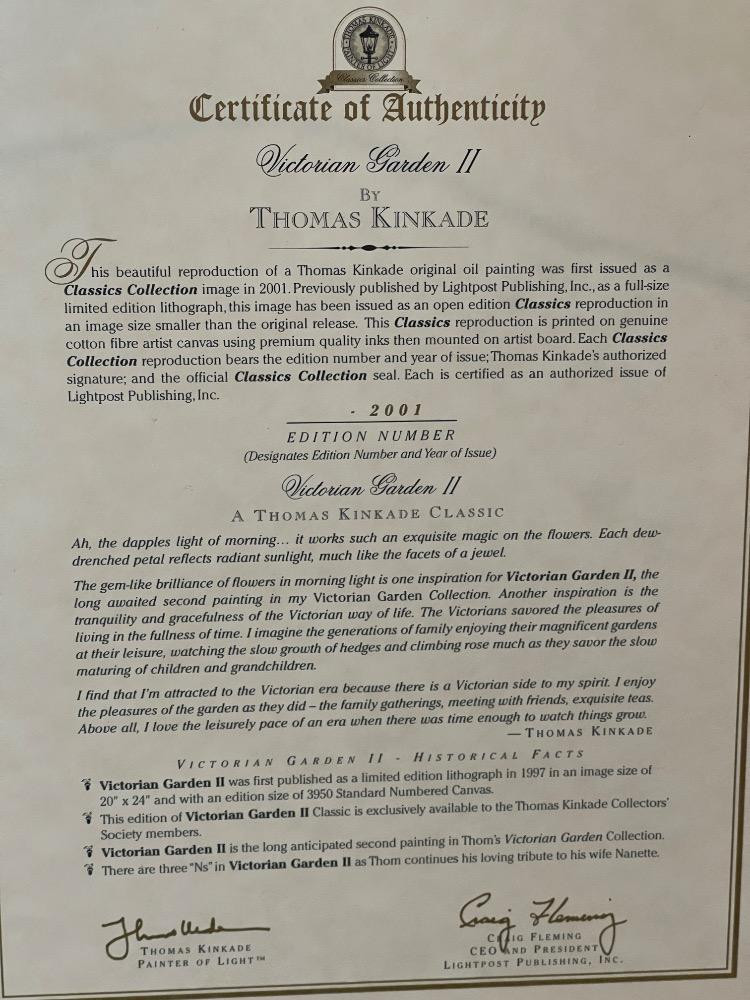 THOMAS KINKADE
PAINTER OF LIGHT
Classics Collection
Certificate of Authenticity
Victorian Garden II
BY
THOMAS KINKADE
This beautiful reproduction of a Thomas Kinkade original oil painting was first issued as a
Classics Collection image in 2001. Previously published by Lightpost Publishing, Inc., as a full-size
limited edition lithograph, this image has been issued as an open edition Classics reproduction in
an image size smaller than the original release. This Classics reproduction is printed on genuine
cotton fibre artist canvas using premium quality inks then mounted on artist board. Each Classics
Collection reproduction bears the edition number and year of issue; Thomas Kinkade's authorized
signature; and the official Classics Collection seal. Each is certified as an authorized issue of
Lightpost Publishing, Inc.
- 2001
EDITION NUMBER
(Designates Edition Number and Year of Issue)
Victorian Garden II
A THOMAS KINKADE CLASSIC
Ah, the dapples light of morning... it works such an exquisite magic on the flowers. Each dew-
drenched petal reflects radiant sunlight, much like the facets of a jewel.
The gem-like brilliance of flowers in morning light is one inspiration for Victorian Garden II, the
long awaited second painting in my Victorian Garden Collection. Another inspiration is the
tranquility and gracefulness of the Victorian way of life. The Victorians savored the pleasures of
living in the fullness of time. I imagine the generations of family enjoying their magnificent gardens
at their leisure, watching the slow growth of hedges and climbing rose much as they savor the slow
maturing of children and grandchildren.
I find that I'm attracted to the Victorian era because there is a Victorian side to my spirit. I enjoy
the pleasures of the garden as they did – the family gatherings, meeting with friends, exquisite teas.
Above all, I love the leisurely pace of an era when there was time enough to watch things grow.
— THOMAS KINKADE
VICTORIAN GARDEN II - HISTORICAL FACTS
Victorian Garden II was first published as a limited edition lithograph in 1997 in an image size of
20" x 24" and with an edition size of 3950 Standard Numbered Canvas.
This edition of Victorian Garden II Classic is exclusively available to the Thomas Kinkade Collectors'
Society members.
Victorian Garden II is the long anticipated second painting in Thom's Victorian Garden Collection.
There are three "Ns" in Victorian Garden II as Thom continues his loving tribute to his wife Nanette.
Craig Fleming
THOMAS KINKADE
PAINTER OF LIGHT™
CRAIG FLEMING
CEO AND PRESIDENT
LIGHTPOST PUBLISHING, INC.